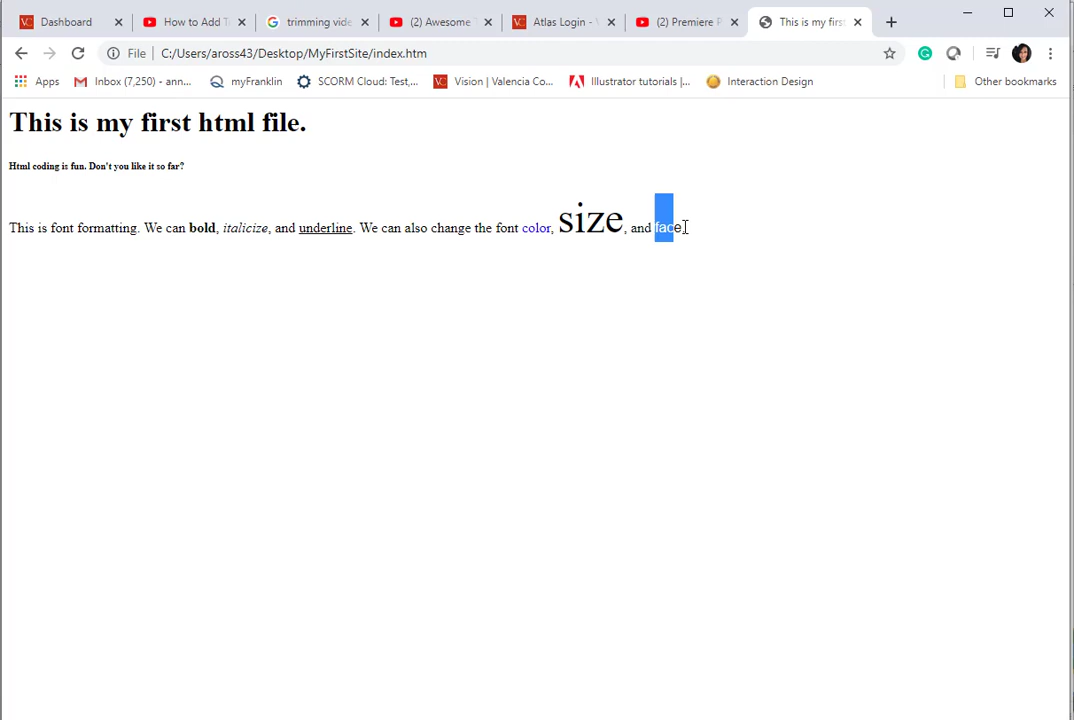 Dashboard
How to Add T
trimming vide
(2) Awesome
Atlas Login -
(2) Premiere P
This is my first
File
C:/Users/aross43/Desktop/MyFirstSite/index.htm
Apps
Inbox (7,250) - ann...
myFranklin
SCORM Cloud: Test,...
VC
Vision | Valencia Co...
Illustrator tutorials |...
Interaction Design
Other bookmarks
This is my first html file.
Html coding is fun. Don't you like it so far?
This is font formatting. We can bold, italicize, and underline. We can also change the font color, size, and face.